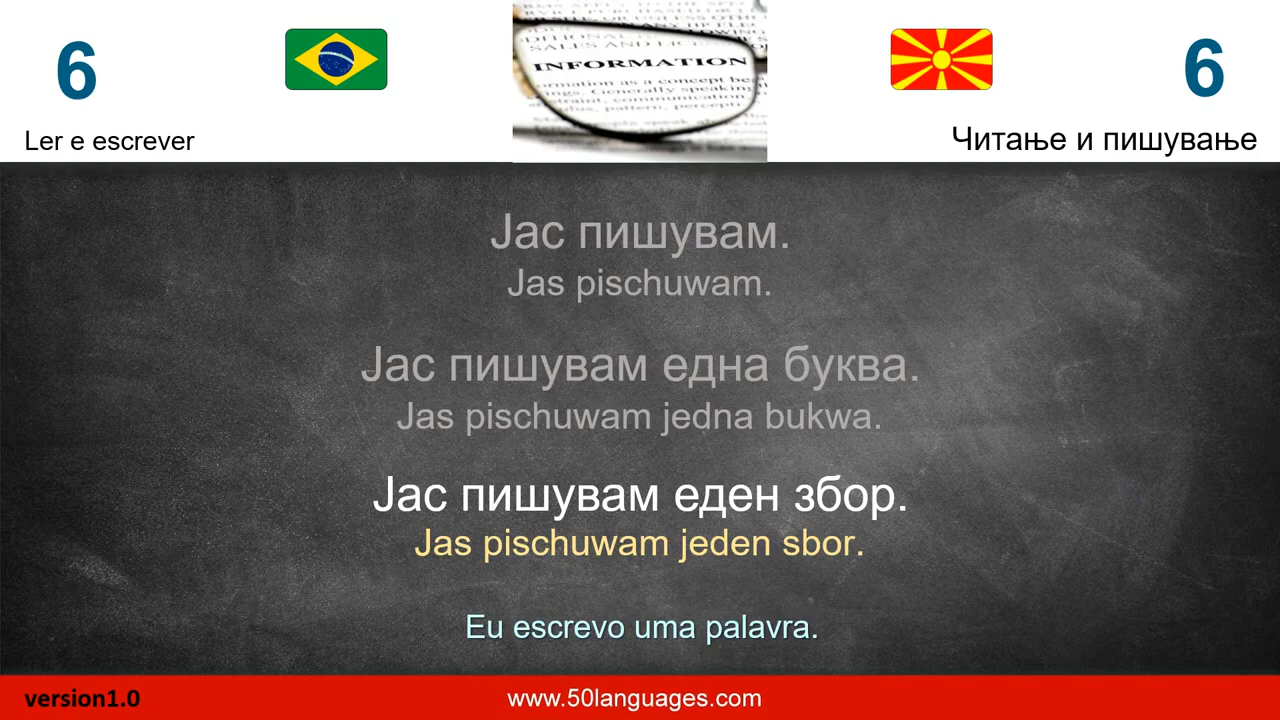 6
6
Ler e escrever
Читање и пишување
INFORMATION
Јас пишувам.
Jas pischuwam.
Јас пишувам една буква.
Jas pischuwam jedna bukwa.
Јас пишувам еден збор.
Jas pischuwam jeden sbor.
Eu escrevo uma palavra.
version1.0
www.50languages.com